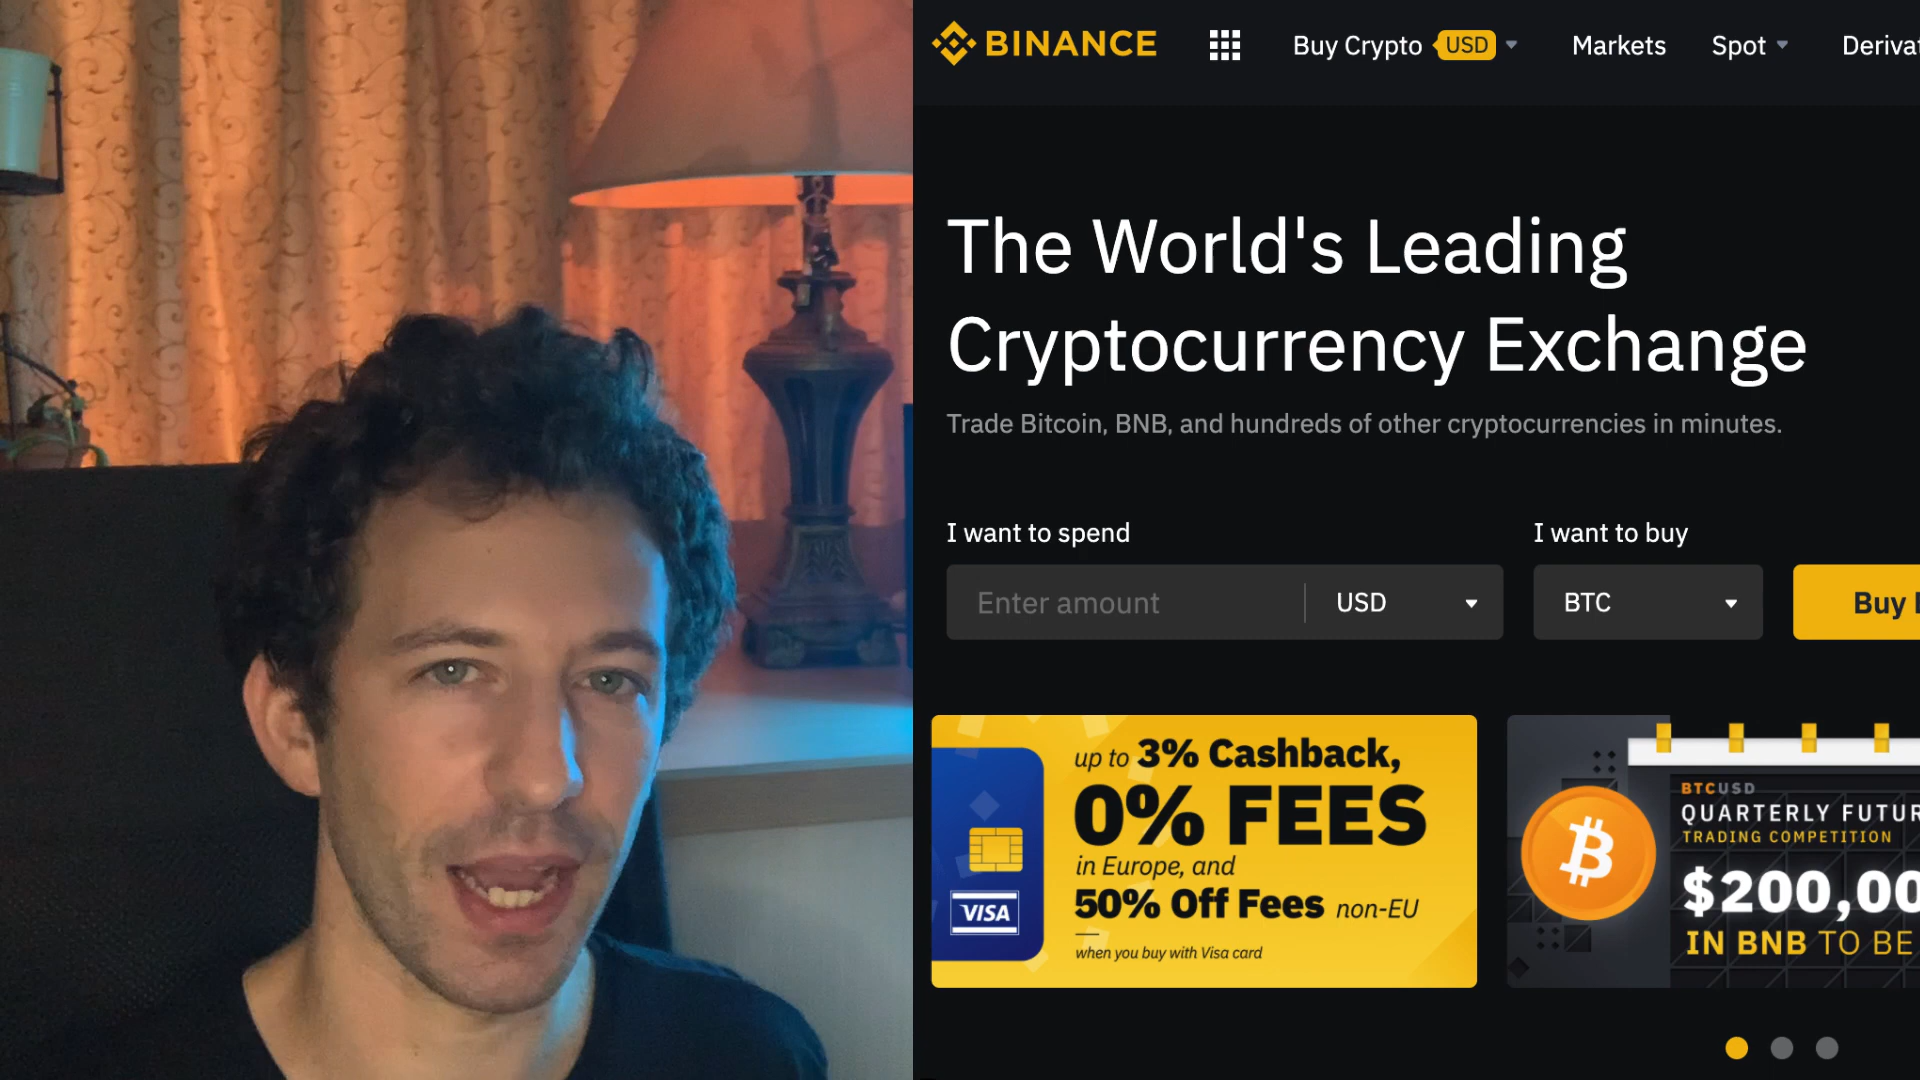 BINANCE
Buy Crypto USD
Markets
Spot
The World's Leading
Cryptocurrency Exchange
Trade Bitcoin, BNB, and hundreds of other cryptocurrencies in minutes.
I want to spend
I want to buy
Enter amount
USD
BTC
Buy
up to 3% Cashback,
0% FEES
in Europe, and
50% Off Fees non-EU
when you buy with Visa card
VISA
BTCUSD
QUARTERLY
TRADING COMPETITION
IN BNB TO BE